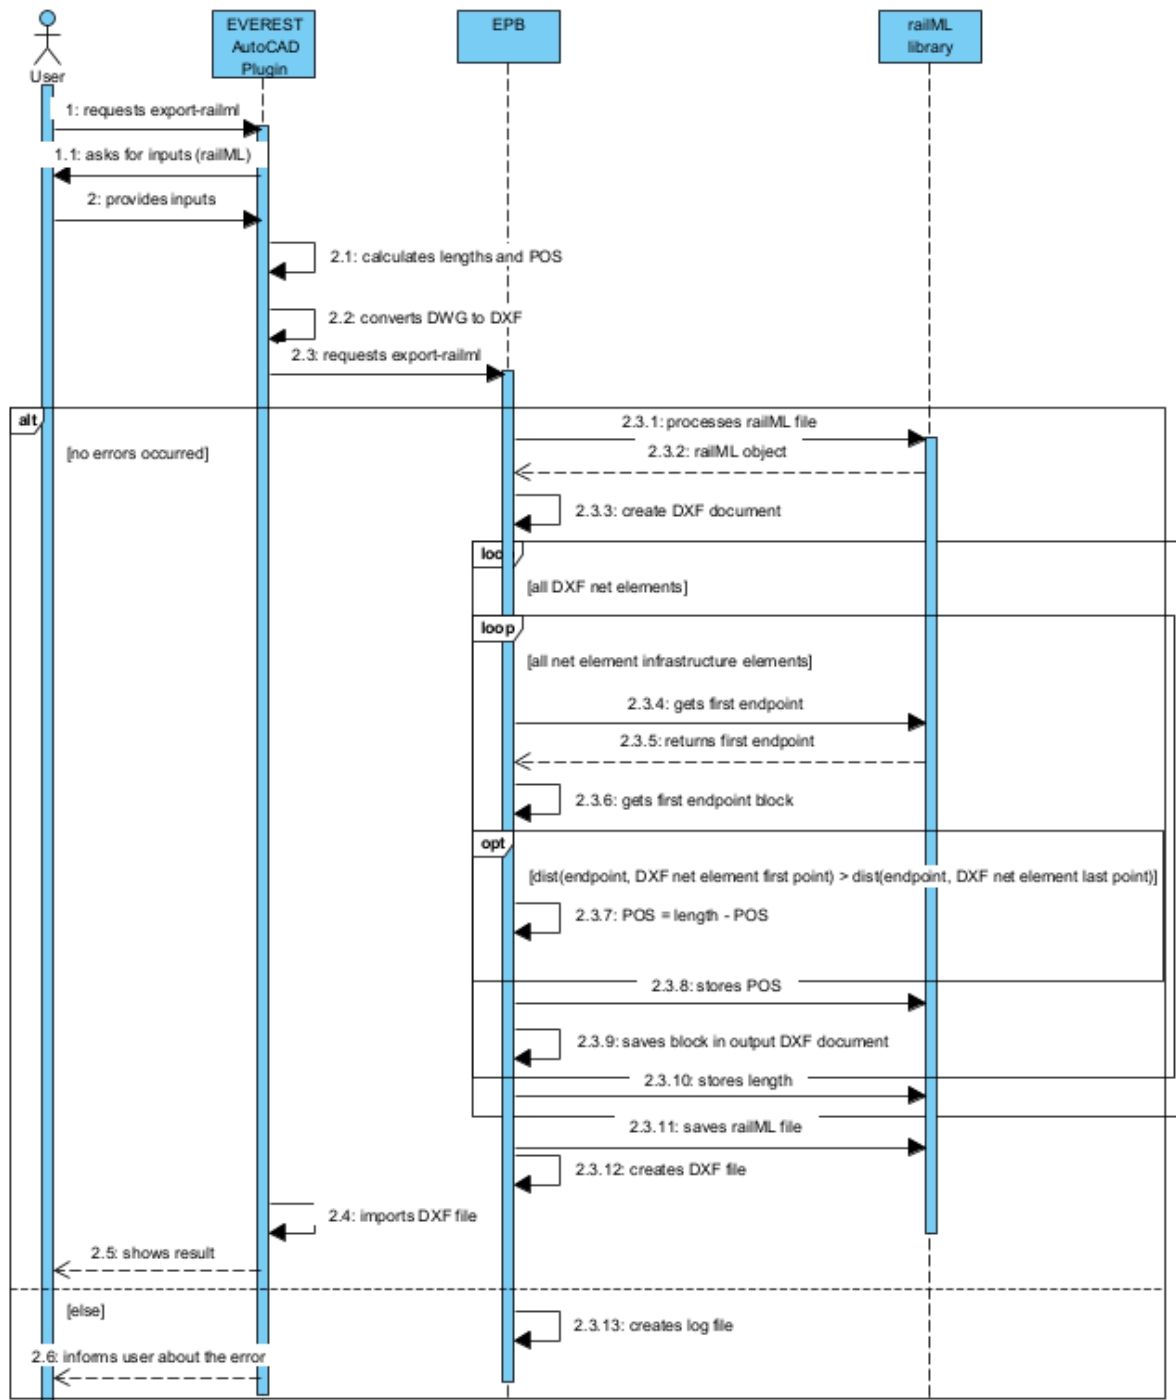 EVEREST
AutoCAD
Plugin
EPB
railML
library
User
1: requests export-railml
1.1: asks for inputs (railML)
2: provides inputs
2.1: calculates lengths and POS
2.2: converts DWG to DXF
2.3: requests export-railml
alt
[no errors occurred]
2.3.1: processes railML file
2.3.2: railML object
2.3.3: create DXF document
loop
[all DXF net elements]
loop
[all net element infrastructure elements]
2.3.4: gets first endpoint
2.3.5: returns first endpoint
2.3.6: gets first endpoint block
opt
[dist(endpoint, DXF net element first point) > dist(endpoint, DXF net element last point)]
2.3.7: POS = length - POS
2.3.8: stores POS
2.3.9: saves block in output DXF document
2.3.10: stores length
2.3.11: saves railML file
2.3.12: creates DXF file
2.4: imports DXF file
2.5: shows result
[else]
2.3.13: creates log file
2.6: informs user about the error